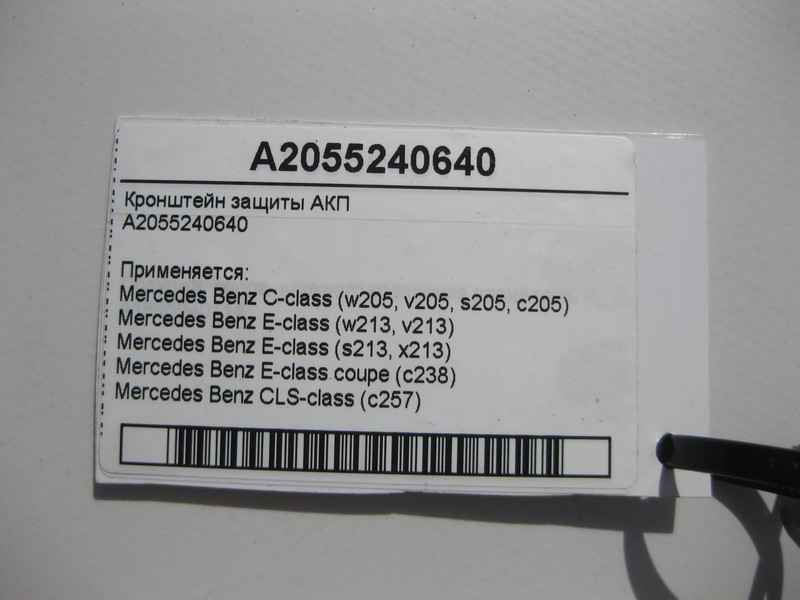 A2055240640
Кронштейн защиты АКП
A2055240640
Применяется:
Mercedes Benz C-class (w205, v205, s205, c205)
Mercedes Benz E-class (w213, v213)
Mercedes Benz E-class (s213, x213)
Mercedes Benz E-class coupe (c238)
Mercedes Benz CLS-class (c257)